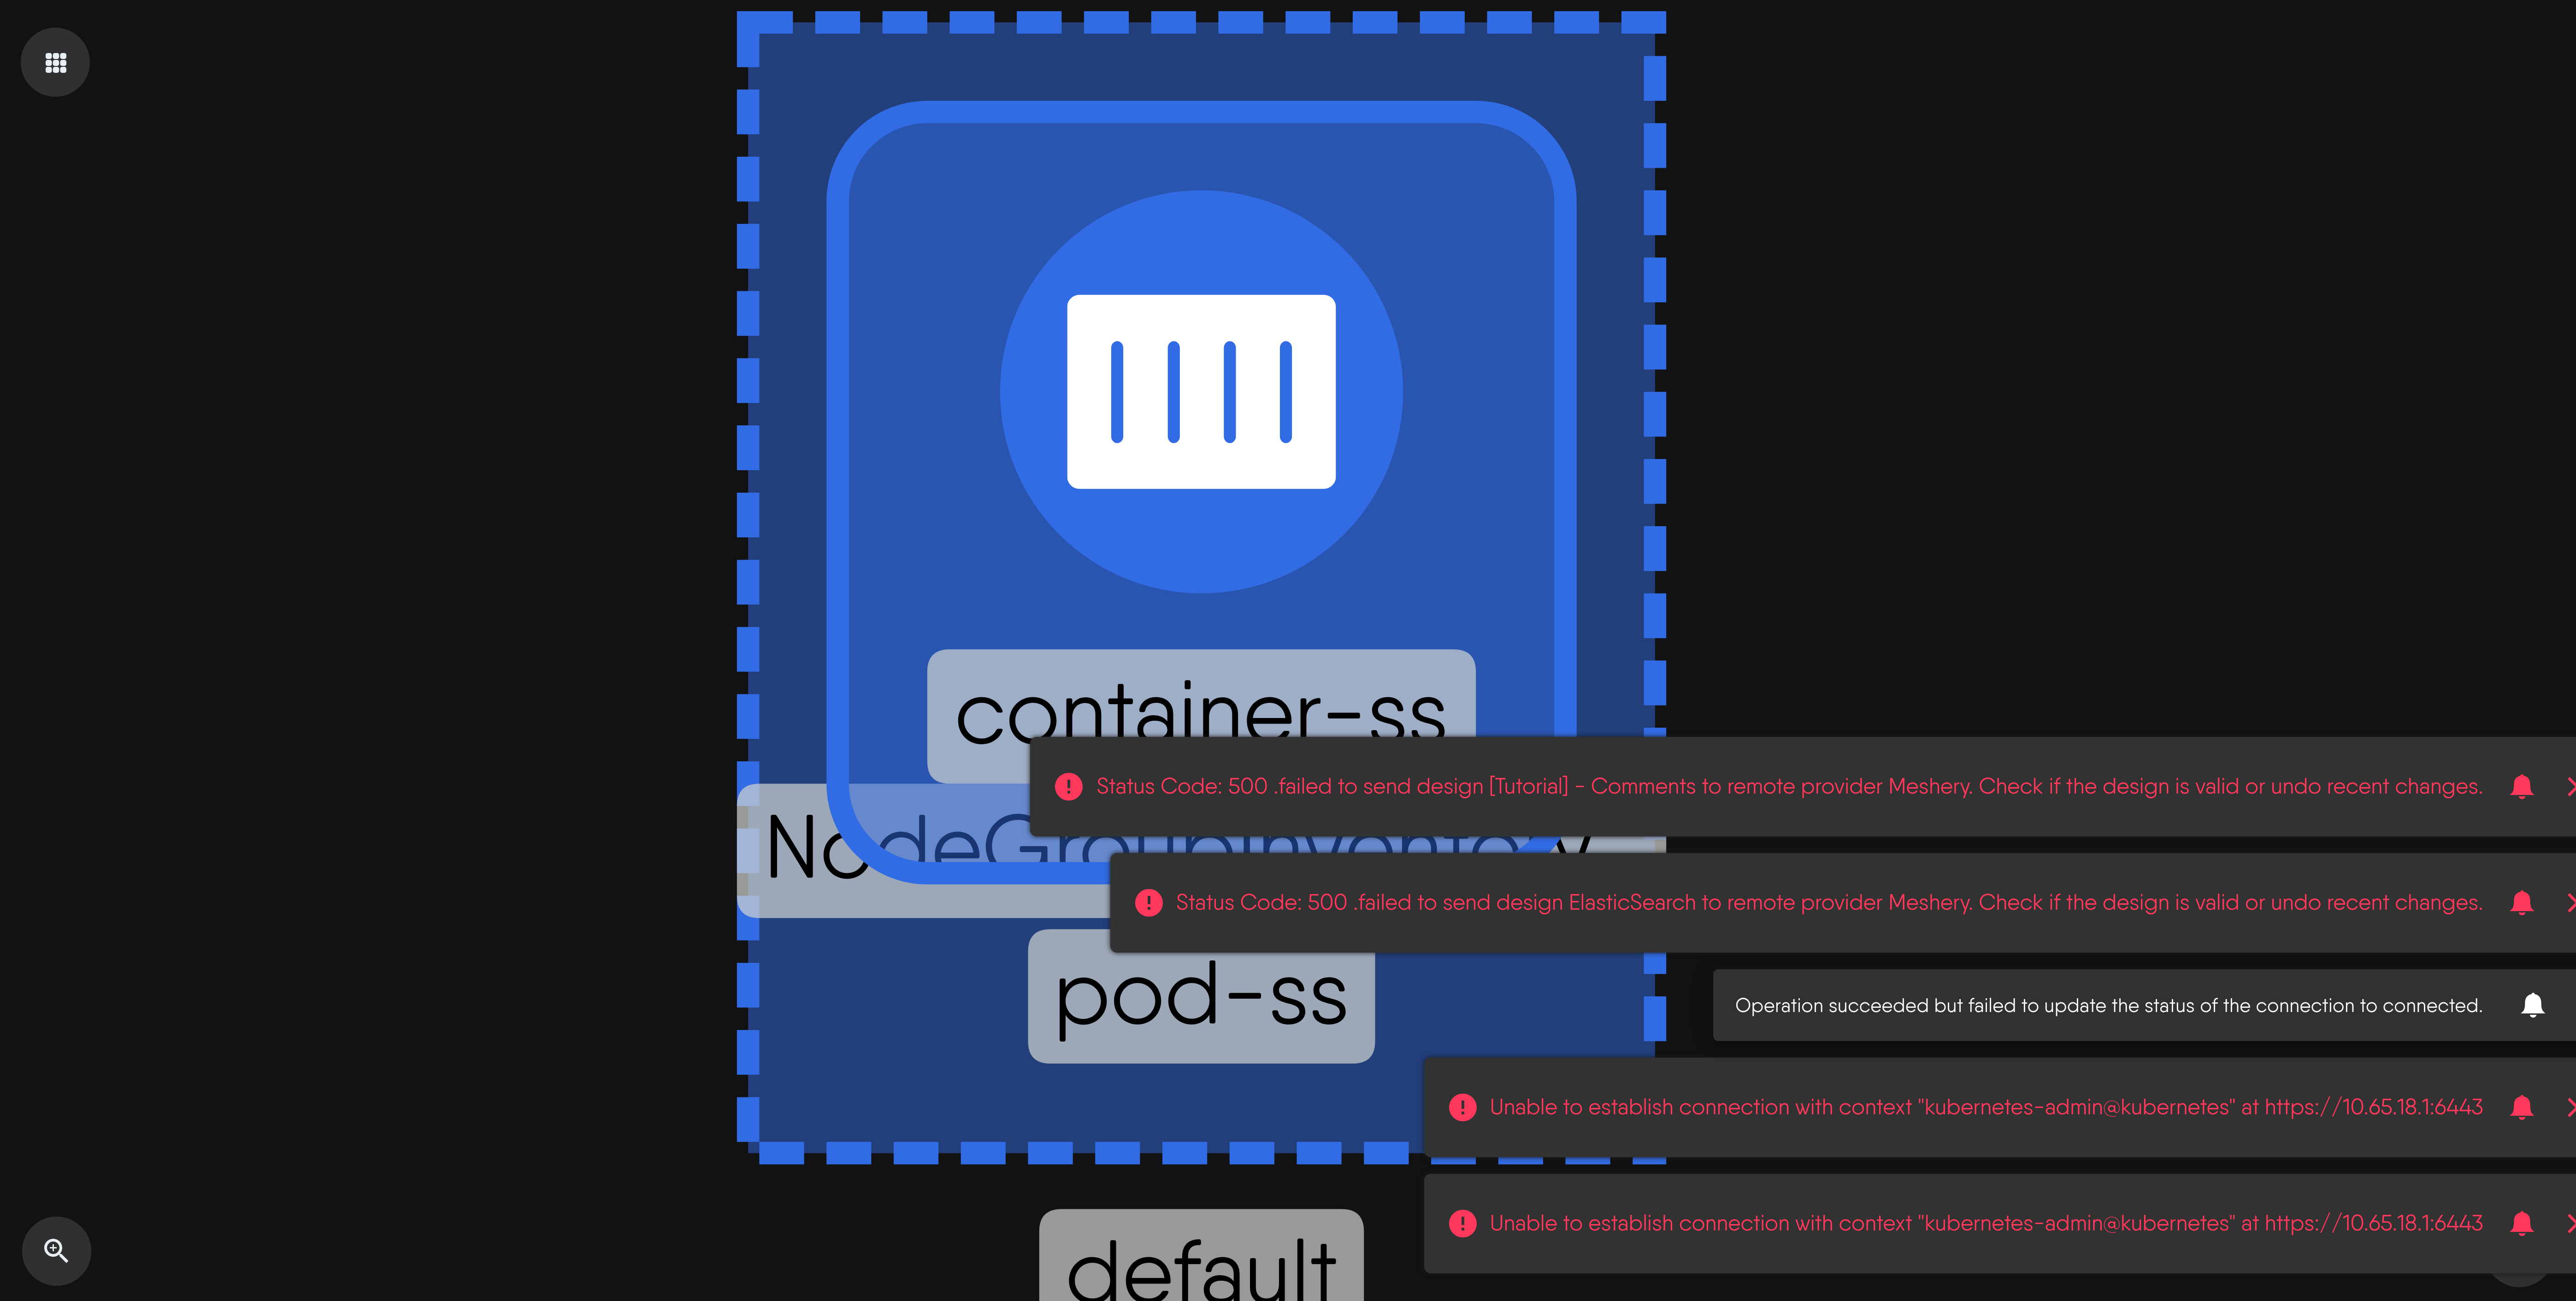 container-ss
Status Code: 500 .failed to send design [Tutorial] - Comments to remote provider Meshery. Check if the design is valid or undo recent changes.
NodeGroupInventory
Status Code: 500 .failed to send design ElasticSearch to remote provider Meshery. Check if the design is valid or undo recent changes.
pod-ss
Operation succeeded but failed to update the status of the connection to connected.
Unable to establish connection with context "kubernetes-admin@kubernetes" at https://10.65.18.1:6443
Unable to establish connection with context "kubernetes-admin@kubernetes" at https://10.65.18.1:6443
default